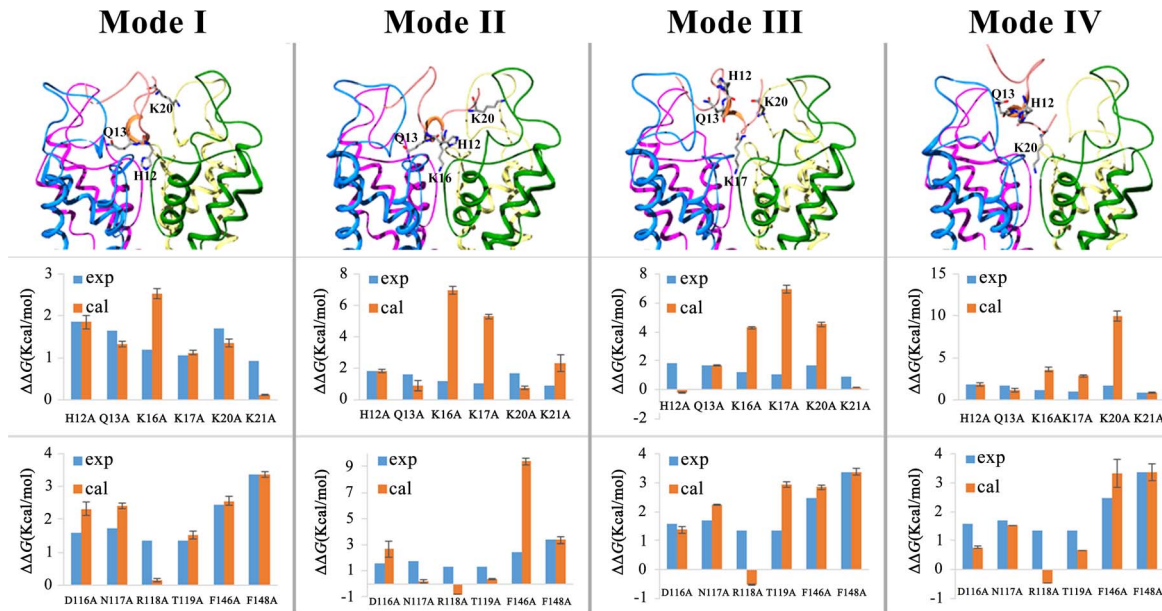 Mode I
Mode II
Mode III
Mode IV
K20
Q13
H12
K20
Q13
H12
K16
H12
Q13
K20
K17
Q13
H12
K20
ΔΔG(Kcal/mol)
3
2
1
0
exp
cal
H12A Q13A K16A K17A K20A K21A
ΔΔG(Kcal/mol)
8
6
4
2
0
exp
cal
H12A Q13A K16A K17A K20A K21A
ΔΔG(Kcal/mol)
8
6
4
2
0
-2
exp
cal
H12A Q13A K16A K17A K20A K21A
ΔΔG(Kcal/mol)
15
10
5
0
exp
cal
H12A Q13A K16A K17A K20A K21A
ΔΔG(Kcal/mol)
4
3
2
1
0
exp
cal
D116A N117A R118A T119A F146A F148A
ΔΔG(Kcal/mol)
9
7
5
3
1
-1
exp
cal
D116A N117A R118A T119A F146A F148A
ΔΔG(Kcal/mol)
4
3
2
1
0
-1
exp
cal
D116A N117A R118A T119A F146A F148A
ΔΔG(Kcal/mol)
4
3
2
1
0
-1
exp
cal
D116A N117A R118A T119A F146A F148A